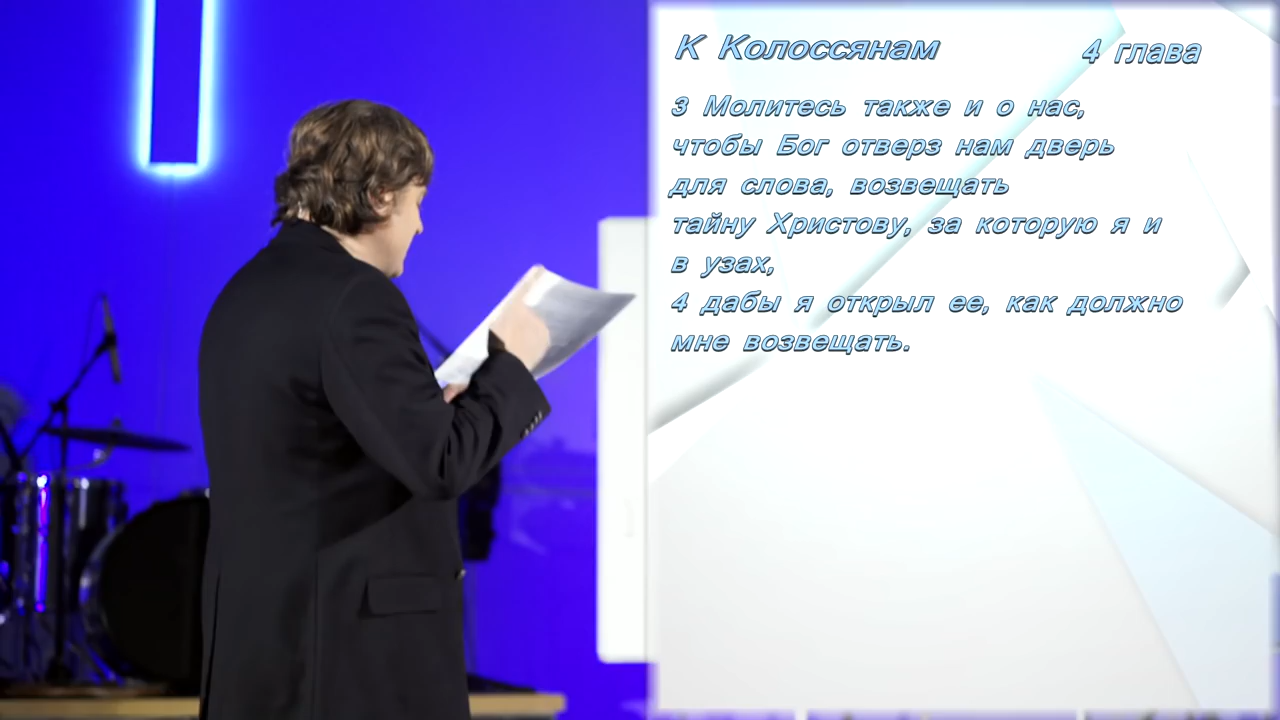 К Колоссянам 4 глава
3 Молитесь также и о нас,
чтобы Бог отверз нам дверь
для слова, возвещать
тайну Христову, за которую я и
в узах,
4 дабы я открыл ее, как должно
мне возвещать.